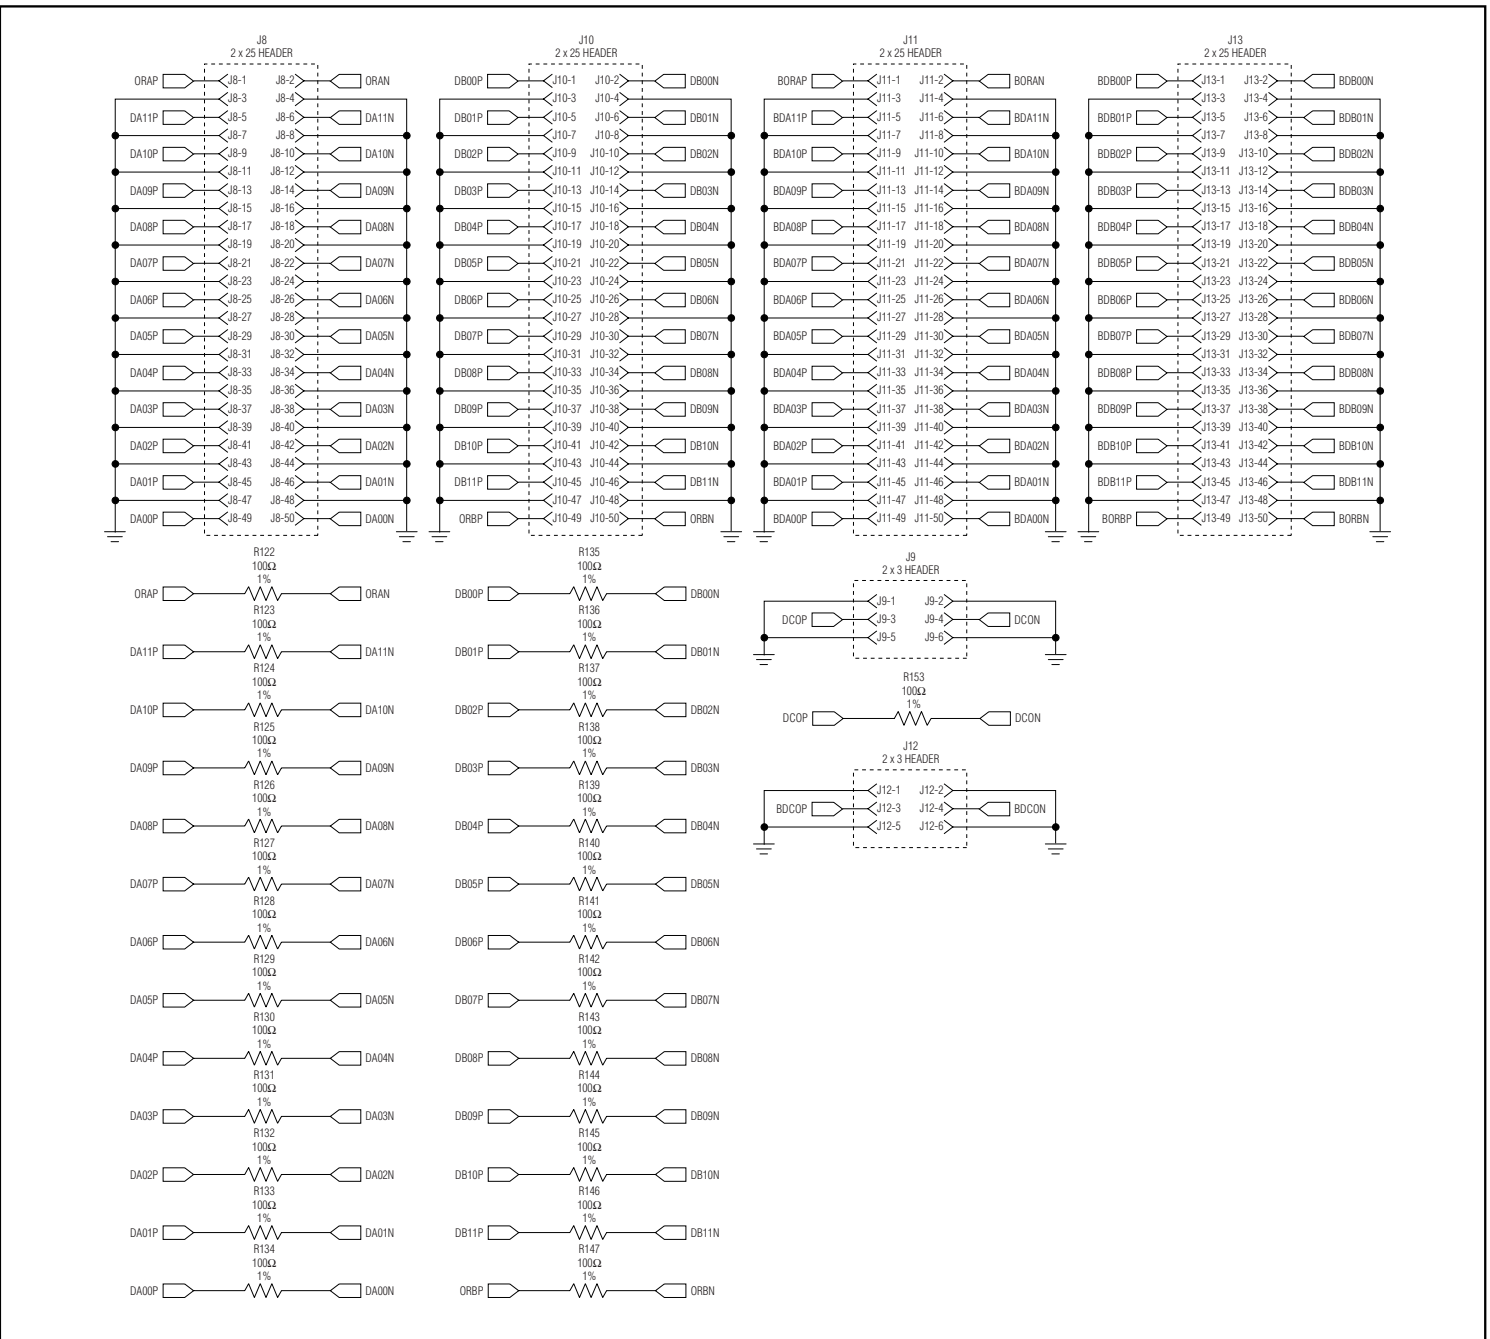 J8
2 x 25 HEADER
ORAP J8-1 J8-2 ORAN
J8-3 J8-4
DA11P J8-5 J8-6 DA11N
J8-7 J8-8
DA10P J8-9 J8-10 DA10N
J8-11 J8-12
DA09P J8-13 J8-14 DA09N
J8-15 J8-16
DA08P J8-17 J8-18 DA08N
J8-19 J8-20
DA07P J8-21 J8-22 DA07N
J8-23 J8-24
DA06P J8-25 J8-26 DA06N
J8-27 J8-28
DA05P J8-29 J8-30 DA05N
J8-31 J8-32
DA04P J8-33 J8-34 DA04N
J8-35 J8-36
DA03P J8-37 J8-38 DA03N
J8-39 J8-40
DA02P J8-41 J8-42 DA02N
J8-43 J8-44
DA01P J8-45 J8-46 DA01N
J8-47 J8-48
DA00P J8-49 J8-50 DA00N
J10
2 x 25 HEADER
DB00P J10-1 J10-2 DB00N
J10-3 J10-4
DB01P J10-5 J10-6 DB01N
J10-7 J10-8
DB02P J10-9 J10-10 DB02N
J10-11 J10-12
DB03P J10-13 J10-14 DB03N
J10-15 J10-16
DB04P J10-17 J10-18 DB04N
J10-19 J10-20
DB05P J10-21 J10-22 DB05N
J10-23 J10-24
DB06P J10-25 J10-26 DB06N
J10-27 J10-28
DB07P J10-29 J10-30 DB07N
J10-31 J10-32
DB08P J10-33 J10-34 DB08N
J10-35 J10-36
DB09P J10-37 J10-38 DB09N
J10-39 J10-40
DB10P J10-41 J10-42 DB10N
J10-43 J10-44
DB11P J10-45 J10-46 DB11N
J10-47 J10-48
ORBP J10-49 J10-50 ORBN
J11
2 x 25 HEADER
BORAP J11-1 J11-2 BORAN
J11-3 J11-4
BDA11P J11-5 J11-6 BDA11N
J11-7 J11-8
BDA10P J11-9 J11-10 BDA10N
J11-11 J11-12
BDA09P J11-13 J11-14 BDA09N
J11-15 J11-16
BDA08P J11-17 J11-18 BDA08N
J11-19 J11-20
BDA07P J11-21 J11-22 BDA07N
J11-23 J11-24
BDA06P J11-25 J11-26 BDA06N
J11-27 J11-28
BDA05P J11-29 J11-30 BDA05N
J11-31 J11-32
BDA04P J11-33 J11-34 BDA04N
J11-35 J11-36
BDA03P J11-37 J11-38 BDA03N
J11-39 J11-40
BDA02P J11-41 J11-42 BDA02N
J11-43 J11-44
BDA01P J11-45 J11-46 BDA01N
J11-47 J11-48
BDA00P J11-49 J11-50 BDA00N
J13
2 x 25 HEADER
BDB00P J13-1 J13-2 BDB00N
J13-3 J13-4
BDB01P J13-5 J13-6 BDB01N
J13-7 J13-8
BDB02P J13-9 J13-10 BDB02N
J13-11 J13-12
BDB03P J13-13 J13-14 BDB03N
J13-15 J13-16
BDB04P J13-17 J13-18 BDB04N
J13-19 J13-20
BDB05P J13-21 J13-22 BDB05N
J13-23 J13-24
BDB06P J13-25 J13-26 BDB06N
J13-27 J13-28
BDB07P J13-29 J13-30 BDB07N
J13-31 J13-32
BDB08P J13-33 J13-34 BDB08N
J13-35 J13-36
BDB09P J13-37 J13-38 BDB09N
J13-39 J13-40
BDB10P J13-41 J13-42 BDB10N
J13-43 J13-44
BDB11P J13-45 J13-46 BDB11N
J13-47 J13-48
BORBP J13-49 J13-50 BORBN
R122
100Ω
1%
ORAP ORAN
R123
100Ω
1%
DA11P DA11N
R124
100Ω
1%
DA10P DA10N
R125
100Ω
1%
DA09P DA09N
R126
100Ω
1%
DA08P DA08N
R127
100Ω
1%
DA07P DA07N
R128
100Ω
1%
DA06P DA06N
R129
100Ω
1%
DA05P DA05N
R130
100Ω
1%
DA04P DA04N
R131
100Ω
1%
DA03P DA03N
R132
100Ω
1%
DA02P DA02N
R133
100Ω
1%
DA01P DA01N
R134
100Ω
1%
DA00P DA00N
R135
100Ω
1%
DB00P DB00N
R136
100Ω
1%
DB01P DB01N
R137
100Ω
1%
DB02P DB02N
R138
100Ω
1%
DB03P DB03N
R139
100Ω
1%
DB04P DB04N
R140
100Ω
1%
DB05P DB05N
R141
100Ω
1%
DB06P DB06N
R142
100Ω
1%
DB07P DB07N
R143
100Ω
1%
DB08P DB08N
R144
100Ω
1%
DB09P DB09N
R145
100Ω
1%
DB10P DB10N
R146
100Ω
1%
DB11P DB11N
R147
100Ω
1%
ORBP ORBN
J9
2 x 3 HEADER
J9-1 J9-2
DCOP J9-3 J9-4 DCON
J9-5 J9-6
R153
100Ω
1%
DCOP DCON
J12
2 x 3 HEADER
J12-1 J12-2
BDCOP J12-3 J12-4 BDCON
J12-5 J12-6